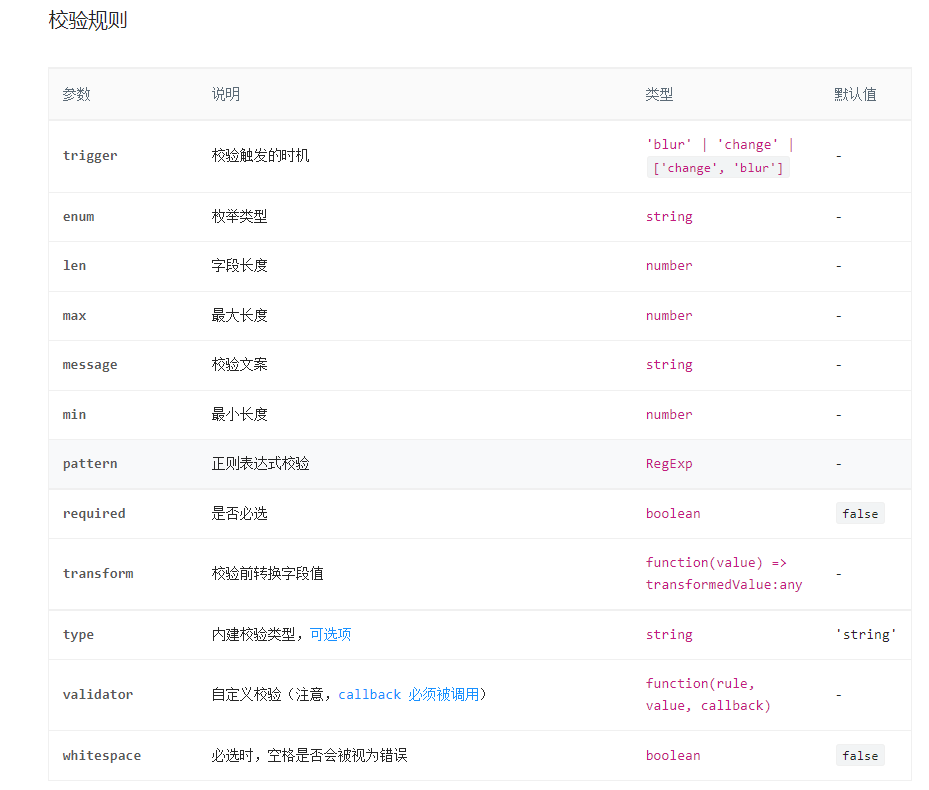 校验规则
参数 说明 类型 默认值
trigger 校验触发的时机 'blur' | 'change' | -
['change', 'blur']
enum 枚举类型 string -
len 字段长度 number -
max 最大长度 number -
message 校验文案 string -
min 最小长度 number -
pattern 正则表达式校验 RegExp -
required 是否必选 boolean false
transform 校验前转换字段值 function(value) => -
transformedValue:any
type 内建校验类型，可选项 string 'string'
validator 自定义校验（注意，callback 必须被调用） function(rule, -
value, callback)
whitespace 必选时，空格是否会被视为错误 boolean false